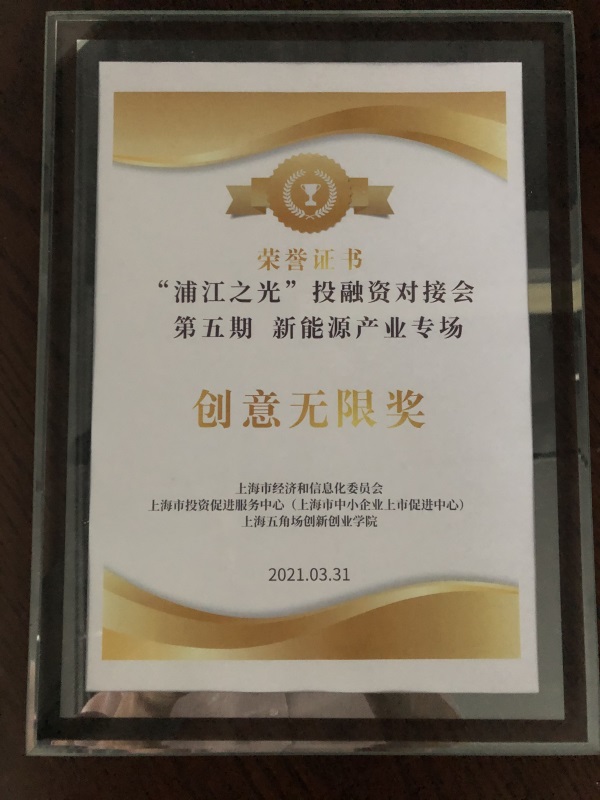 荣誉证书
“浦江之光”投融资对接会
第五期 新能源产业专场
创意无限奖
上海市经济和信息化委员会
上海市投资促进服务中心（上海市中小企业上市促进中心）
上海五角场创新创业学院
2021.03.31